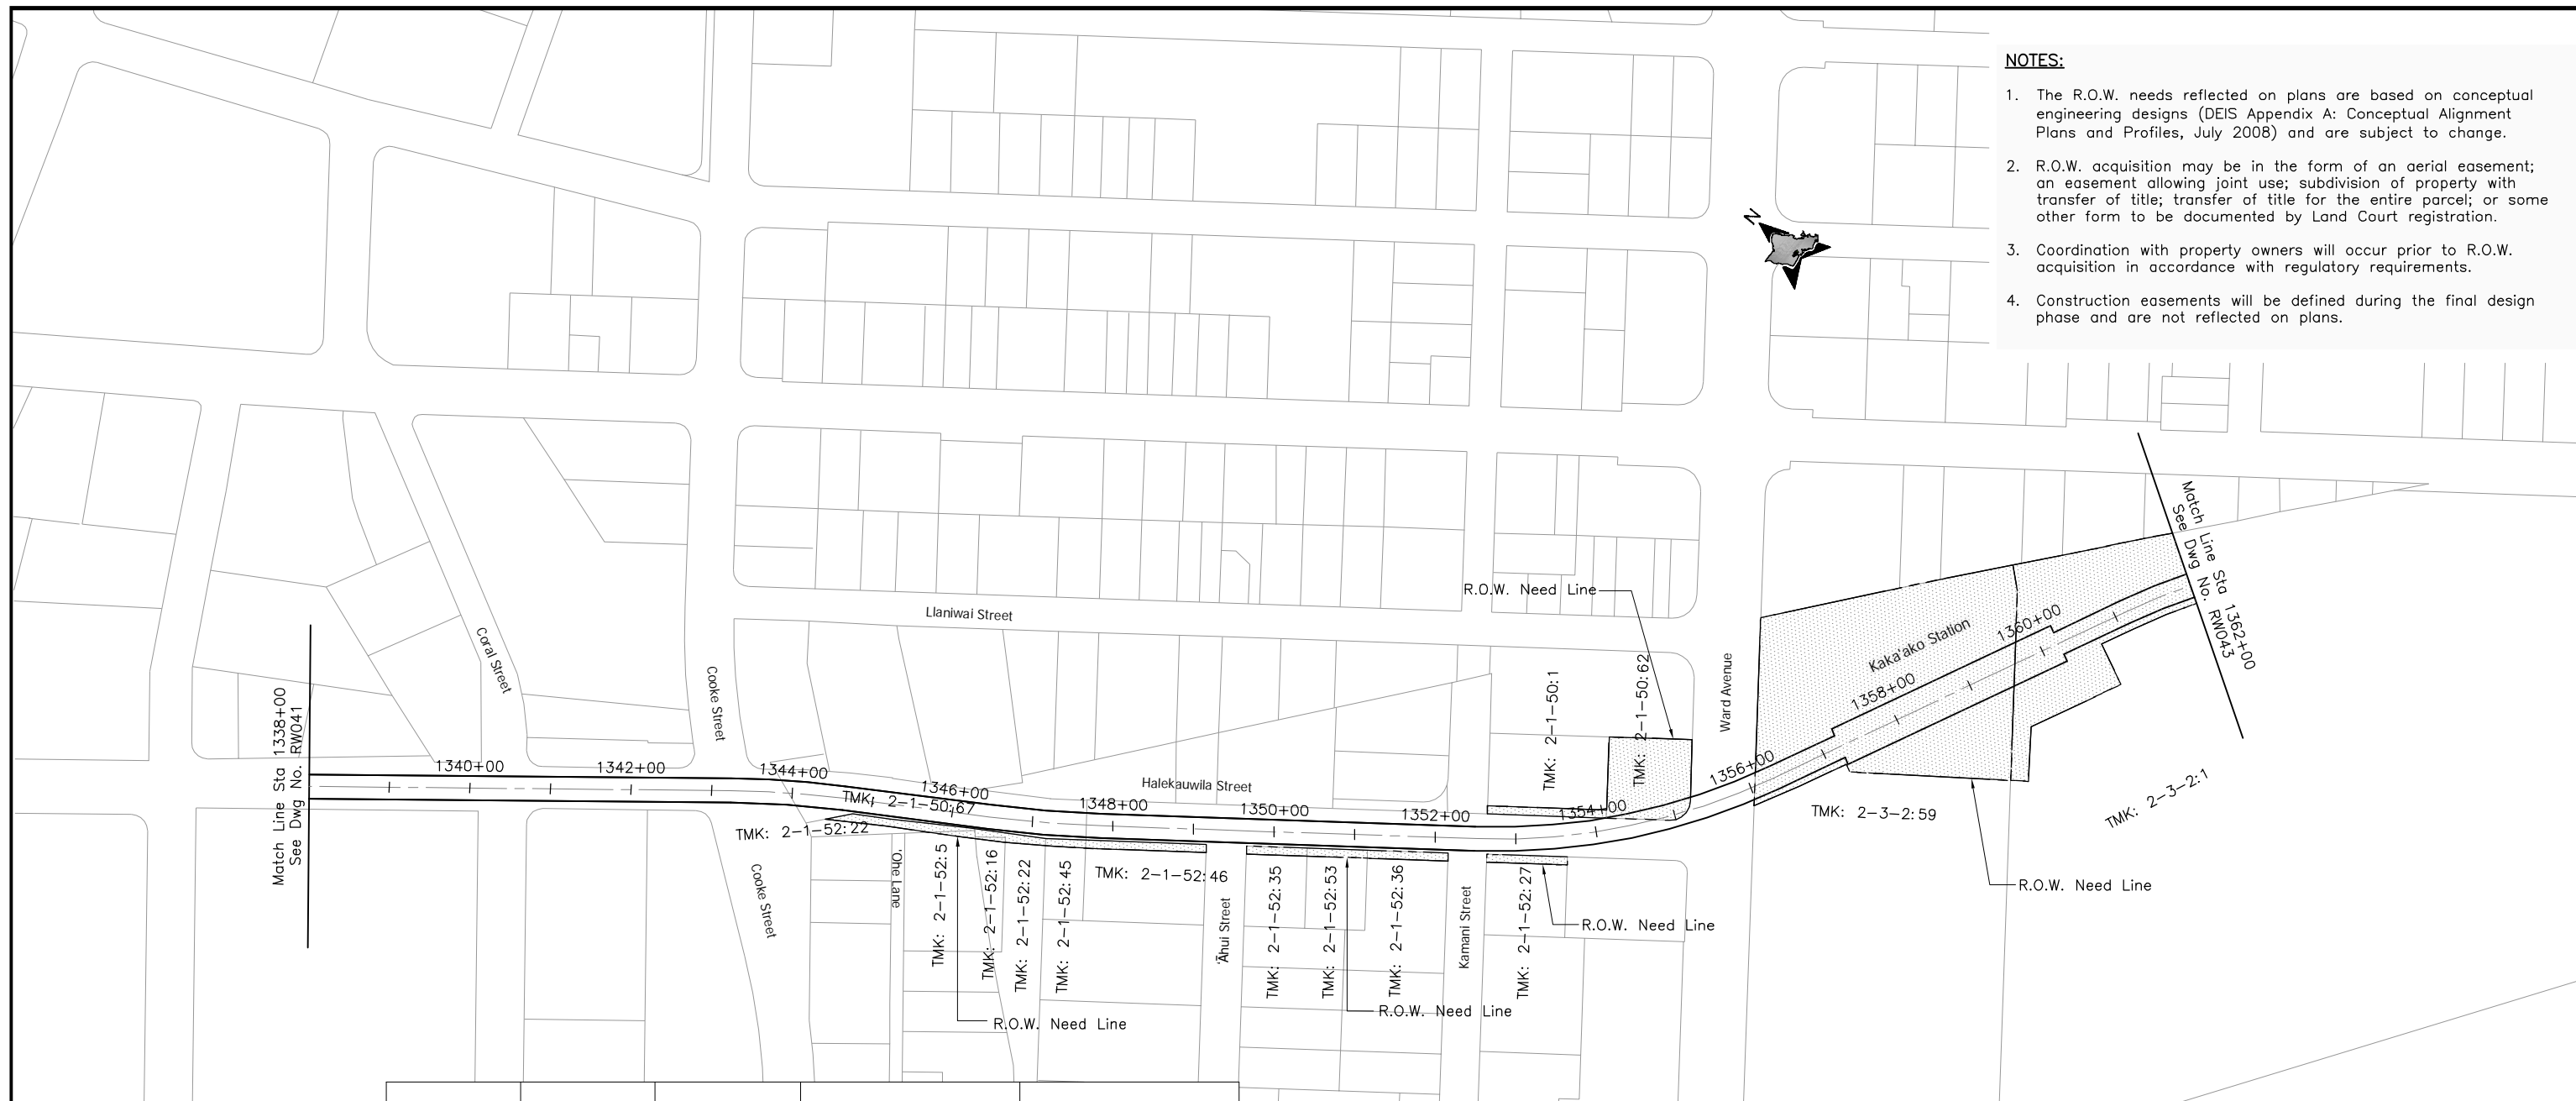 NOTES:
1. The R.O.W. needs reflected on plans are based on conceptual
engineering designs (DEIS Appendix A: Conceptual Alignment
Plans and Profiles, July 2008) and are subject to change.
2. R.O.W. acquisition may be in the form of an aerial easement;
an easement allowing joint use; subdivision of property with
transfer of title; transfer of title for the entire parcel; or some
other form to be documented by Land Court registration.
3. Coordination with property owners will occur prior to R.O.W.
acquisition in accordance with regulatory requirements.
4. Construction easements will be defined during the final design
phase and are not reflected on plans.
N
Match Line Sta 1362+00
See Dwg No. RW043
R.O.W. Need Line
Llaniwai Street
Coral Street
Cooke Street
Ward Avenue
Kaka'ako Station
1360+00
1358+00
1356+00
TMK: 2-1-50:1
TMK: 2-1-50:62
Match Line Sta 1338+00
See Dwg No. RW041
1340+00
1342+00
1344+00
1346+00
Halekauwila Street
1348+00
1350+00
1352+00
1354+00
TMK: 2-1-50:67
TMK: 2-1-52:22
TMK: 2-3-2:59
TMK: 2-3-2:1
Cooke Street
'Ohe Lane
TMK: 2-1-52:5
TMK: 2-1-52:16
TMK: 2-1-52:22
TMK: 2-1-52:45
TMK: 2-1-52:46
'Āhui Street
TMK: 2-1-52:35
TMK: 2-1-52:53
TMK: 2-1-52:36
Kamani Street
TMK: 2-1-52:27
R.O.W. Need Line
R.O.W. Need Line
R.O.W. Need Line
R.O.W. Need Line